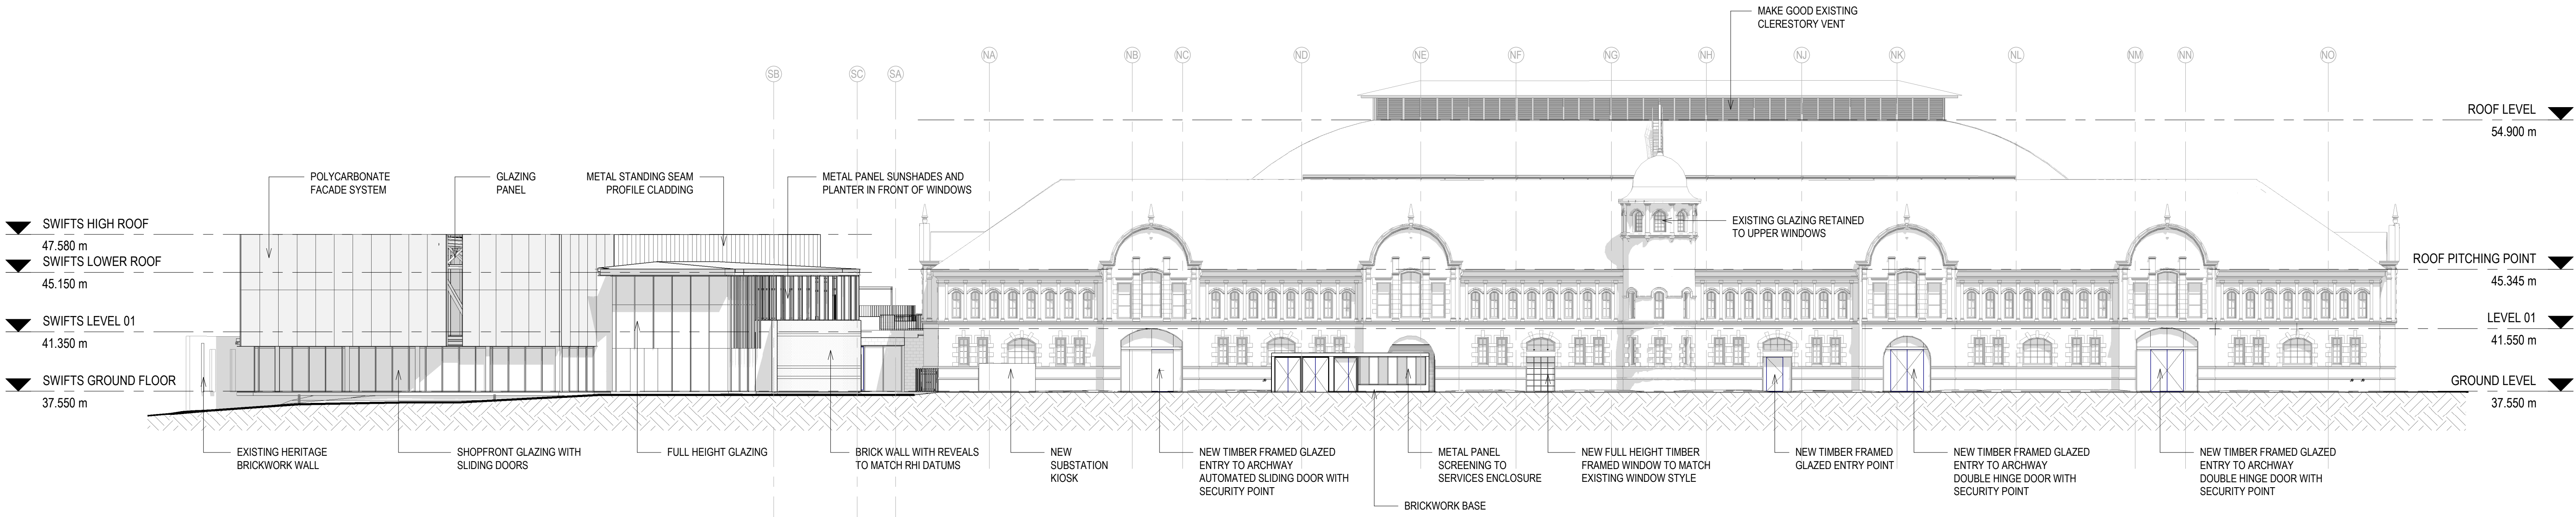 MAKE GOOD EXISTING
CLERESTORY VENT
NA
NB
NC
ND
NE
NF
NG
NH
NJ
NK
NL
NM
NN
NO
SB
SC
SA
ROOF LEVEL
54.900 m
POLYCARBONATE
FACADE SYSTEM
GLAZING
PANEL
METAL STANDING SEAM
PROFILE CLADDING
METAL PANEL SUNSHADES AND
PLANTER IN FRONT OF WINDOWS
EXISTING GLAZING RETAINED
TO UPPER WINDOWS
SWIFTS HIGH ROOF
47.580 m
SWIFTS LOWER ROOF
45.150 m
SWIFTS LEVEL 01
41.350 m
SWIFTS GROUND FLOOR
37.550 m
ROOF PITCHING POINT
45.345 m
LEVEL 01
41.550 m
GROUND LEVEL
37.550 m
EXISTING HERITAGE
BRICKWORK WALL
SHOPFRONT GLAZING WITH
SLIDING DOORS
FULL HEIGHT GLAZING
BRICK WALL WITH REVEALS
TO MATCH RHI DATUMS
NEW
SUBSTATION
KIOSK
NEW TIMBER FRAMED GLAZED
ENTRY TO ARCHWAY
AUTOMATED SLIDING DOOR WITH
SECURITY POINT
METAL PANEL
SCREENING TO
SERVICES ENCLOSURE
BRICKWORK BASE
NEW FULL HEIGHT TIMBER
FRAMED WINDOW TO MATCH
EXISTING WINDOW STYLE
NEW TIMBER FRAMED
GLAZED ENTRY POINT
NEW TIMBER FRAMED GLAZED
ENTRY TO ARCHWAY
DOUBLE HINGE DOOR WITH
SECURITY POINT
NEW TIMBER FRAMED GLAZED
ENTRY TO ARCHWAY
DOUBLE HINGE DOOR WITH
SECURITY POINT